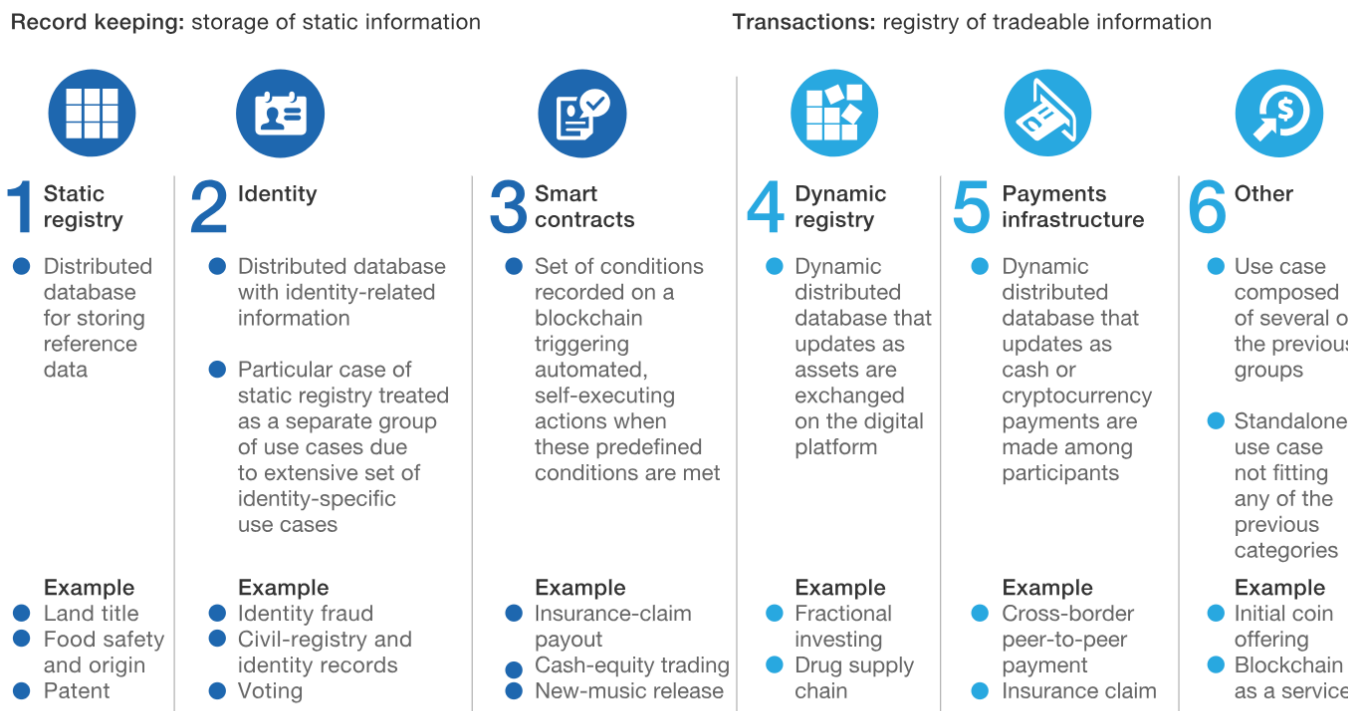 Record keeping: storage of static information
Transactions: registry of tradeable information
1 Static
registry
Distributed
database
for storing
reference
data
Example
Land title
Food safety
and origin
Patent
2 Identity
Distributed database
with identity-related
information
Particular case of
static registry treated
as a separate group
of use cases due
to extensive set of
identity-specific
use cases
Example
Identity fraud
Civil-registry and
identity records
Voting
3 Smart
contracts
Set of conditions
recorded on a
blockchain
triggering
automated,
self-executing
actions when
these predefined
conditions are met
Example
Insurance-claim
payout
Cash-equity trading
New-music release
4 Dynamic
registry
Dynamic
distributed
database that
updates as
assets are
exchanged
on the digital
platform
Example
Fractional
investing
Drug supply
chain
5 Payments
infrastructure
Dynamic
distributed
database that
updates as
cash or
cryptocurrency
payments are
made among
participants
Example
Cross-border
peer-to-peer
payment
Insurance claim
6 Other
Use case
composed
of several o
the previous
groups
Standalone
use case
not fitting
any of the
previous
categories
Example
Initial coin
offering
Blockchain
as a service